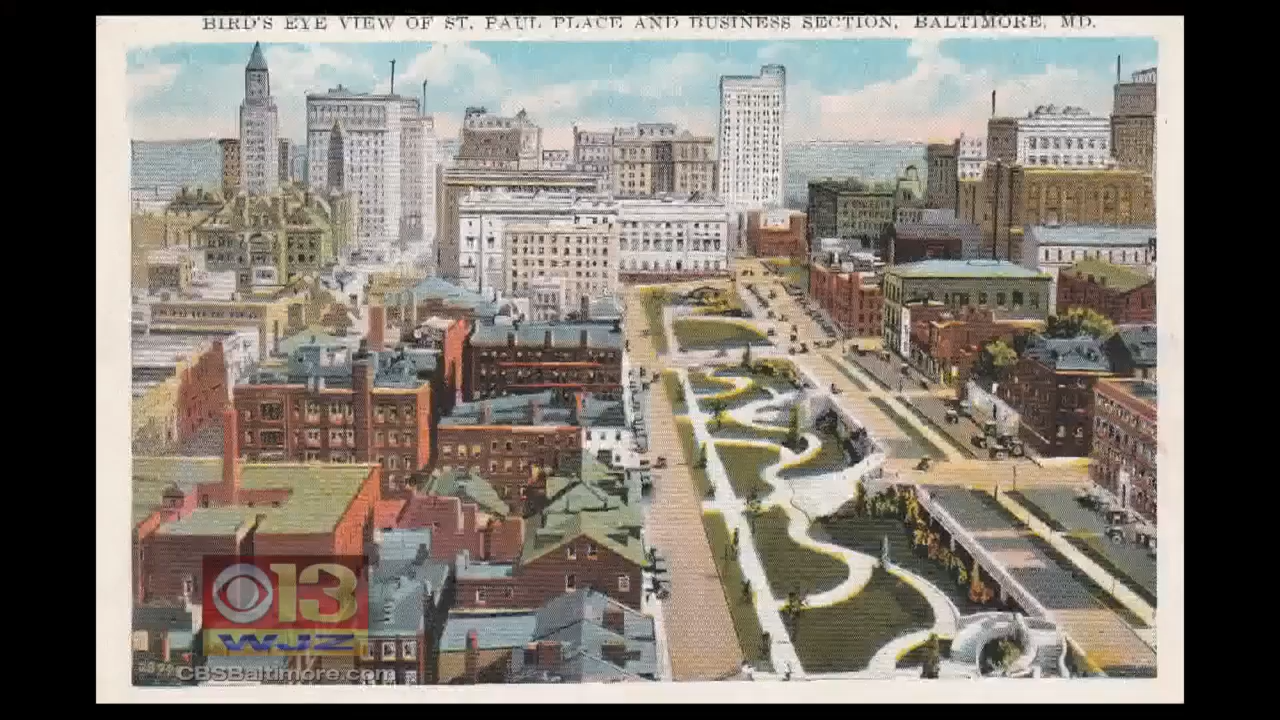 BIRD'S EYE VIEW OF ST. PAUL PLACE AND BUSINESS SECTION, BALTIMORE, MD.
13
WJZ
CBSBaltimore.com